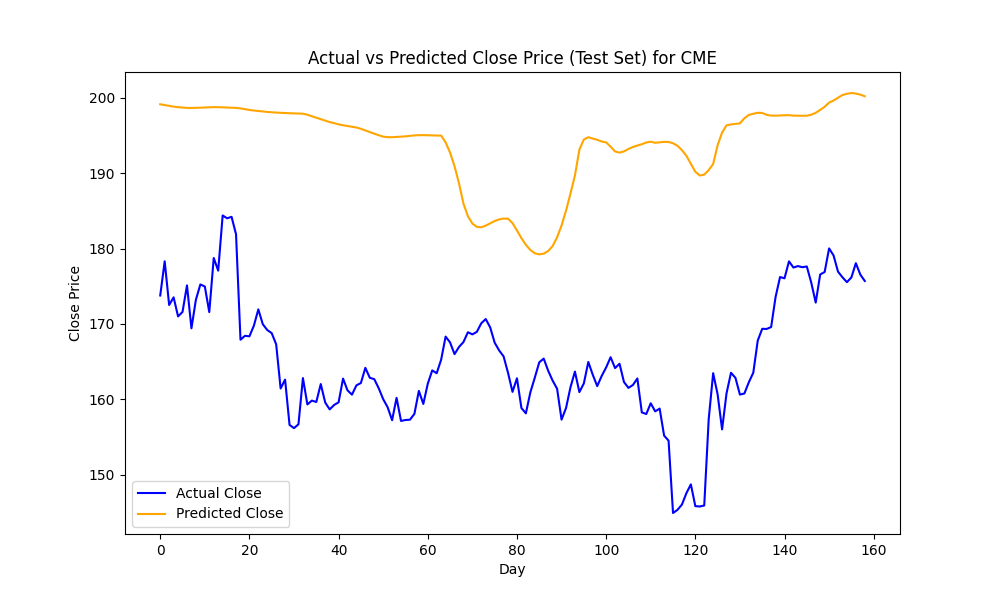 Actual vs Predicted Close Price (Test Set) for CME
200
190
180
170
160
150
Close Price
Actual Close
Predicted Close
0 20 40 60 80 100 120 140 160
Day